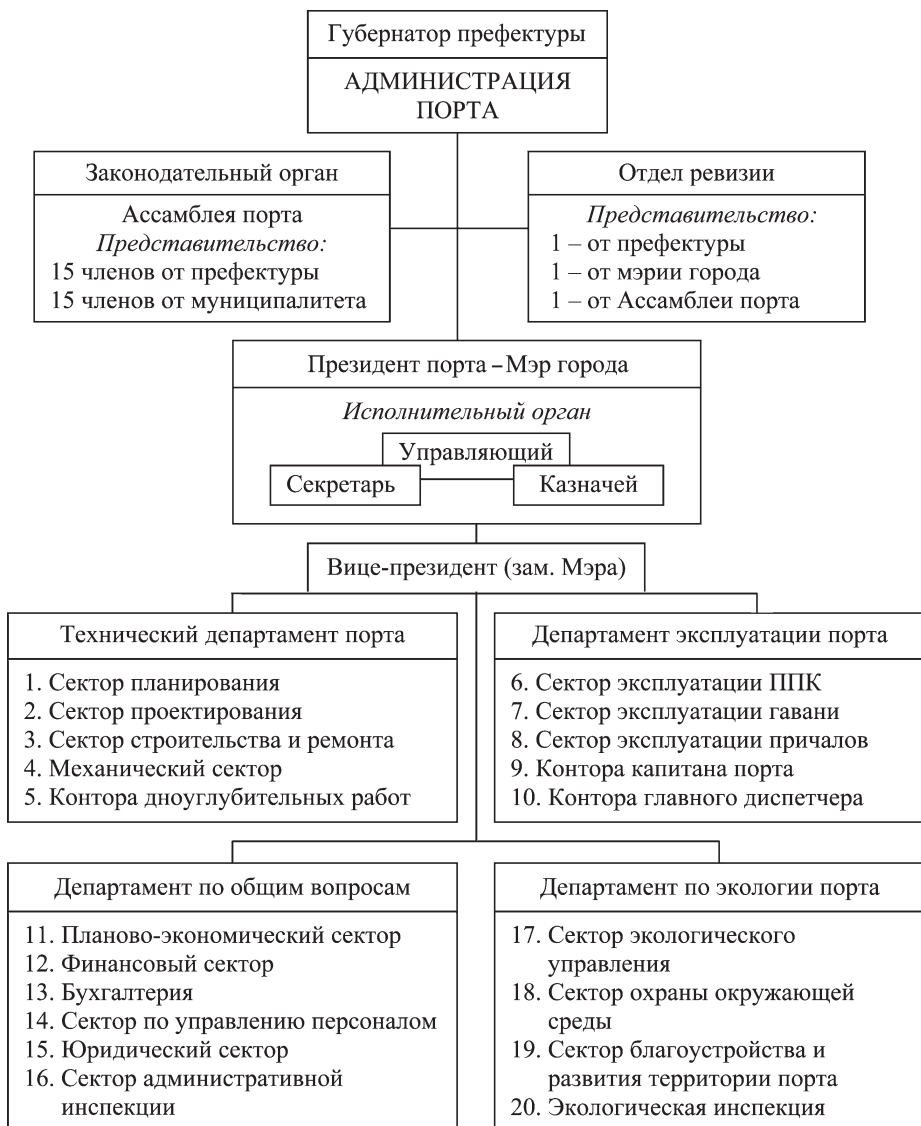 Губернатор префектуры
АДМИНИСТРАЦИЯ
ПОРТА
Законодательный орган
Ассамблея порта
Представительство:
15 членов от префектуры
15 членов от муниципалитета
Отдел ревизии
Представительство:
1 – от префектуры
1 – от мэрии города
1 – от Ассамблеи порта
Президент порта – Мэр города
Исполнительный орган
Управляющий
Секретарь
Казначей
Вице-президент (зам. Мэра)
Технический департамент порта
1. Сектор планирования
2. Сектор проектирования
3. Сектор строительства и ремонта
4. Механический сектор
5. Контора дноуглубительных работ
Департамент эксплуатации порта
6. Сектор эксплуатации ППК
7. Сектор эксплуатации гавани
8. Сектор эксплуатации причалов
9. Контора капитана порта
10. Контора главного диспетчера
Департамент по общим вопросам
11. Планово-экономический сектор
12. Финансовый сектор
13. Бухгалтерия
14. Сектор по управлению персоналом
15. Юридический сектор
16. Сектор административной
инспекции
Департамент по экологии порта
17. Сектор экологического
управления
18. Сектор охраны окружающей
среды
19. Сектор благоустройства и
развития территории порта
20. Экологическая инспекция